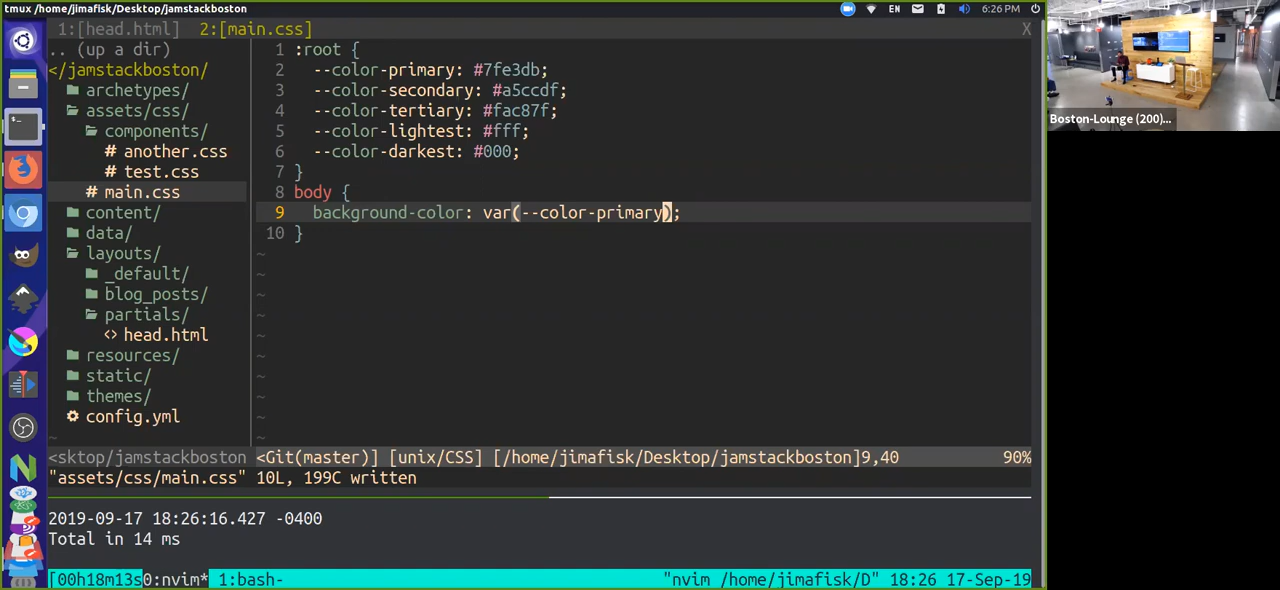 tmux /home/jimafisk/Desktop/jamstackboston
EN
6:26 PM
1:[head.html] 2:[main.css] X
.. (up a dir)
</jamstackboston/
archetypes/
assets/css/
components/
# another.css
# test.css
# main.css
content/
data/
layouts/
_default/
blog_posts/
partials/
<> head.html
resources/
static/
themes/
config.yml
~
1 :root {
2 --color-primary: #7fe3db;
3 --color-secondary: #a5ccdf;
4 --color-tertiary: #fac87f;
5 --color-lightest: #fff;
6 --color-darkest: #000;
7 }
8 body {
9 background-color: var(--color-primary);
10 }
~
~
~
~
~
~
~
~
~
~
<sktop/jamstackboston <Git(master)] [unix/CSS] [/home/jimafisk/Desktop/jamstackboston]9,40 90%
"assets/css/main.css" 10L, 199C written
2019-09-17 18:26:16.427 -0400
Total in 14 ms
[00h18m13s0:nvim* 1:bash- "nvim /home/jimafisk/D" 18:26 17-Sep-19
Boston-Lounge (200)...